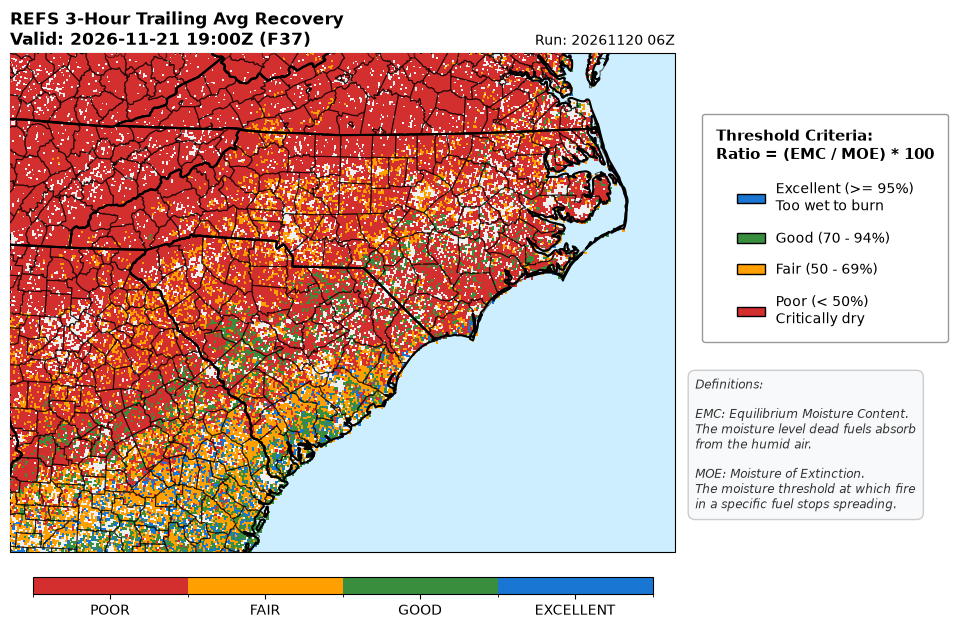 REFS 3-Hour Trailing Avg Recovery
Valid: 2026-11-21 19:00Z (F37)
Run: 20261120 06Z
Threshold Criteria:
Ratio = (EMC / MOE) * 100
Excellent (>= 95%)
Too wet to burn
Good (70 - 94%)
Fair (50 - 69%)
Poor (< 50%)
Critically dry
Definitions:
EMC: Equilibrium Moisture Content.
The moisture level dead fuels absorb
from the humid air.
MOE: Moisture of Extinction.
The moisture threshold at which fire
in a specific fuel stops spreading.
POOR
FAIR
GOOD
EXCELLENT